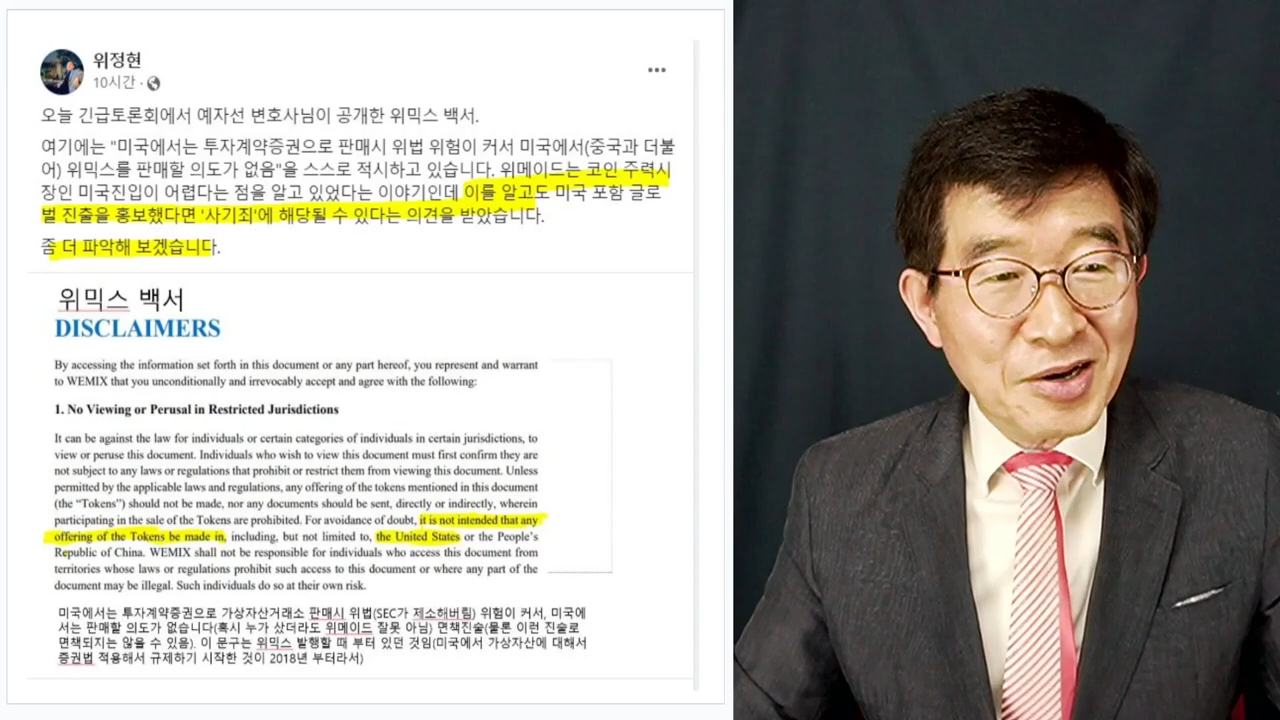 위정현
10시간 ·
오늘 긴급토론회에서 예자선 변호사님이 공개한 위믹스 백서.
여기에는 "미국에서는 투자계약증권으로 판매시 위법 위험이 커서 미국에서(중국과 더불
어) 위믹스를 판매할 의도가 없음"을 스스로 적시하고 있습니다. 위메이드는 코인 주력시
장인 미국진입이 어렵다는 점을 알고 있었다는 이야기인데 이를 알고도 미국 포함 글로
벌 진출을 홍보했다면 '사기죄'에 해당될 수 있다는 의견을 받았습니다.
좀 더 파악해 보겠습니다.
위믹스 백서
DISCLAIMERS
By accessing the information set forth in this document or any part hereof, you represent and warrant
to WEMIX that you unconditionally and irrevocably accept and agree with the following:
1. No Viewing or Perusal in Restricted Jurisdictions
It can be against the law for individuals or certain categories of individuals in certain jurisdictions, to
view or peruse this document. Individuals who wish to view this document must first confirm they are
not subject to any laws or regulations that prohibit or restrict them from viewing this document. Unless
permitted by the applicable laws and regulations, any offering of the tokens mentioned in this document
(the “Tokens”) should not be made, nor any documents should be sent, directly or indirectly, wherein
participating in the sale of the Tokens are prohibited. For avoidance of doubt, it is not intended that any
offering of the Tokens be made in, including, but not limited to, the United States or the People’s
Republic of China. WEMIX shall not be responsible for individuals who access this document from
territories whose laws or regulations prohibit such access to this document or where any part of the
document may be illegal. Such individuals do so at their own risk.
미국에서는 투자계약증권으로 가상자산거래소 판매시 위법(SEC가 제소해버림) 위험이 커서, 미국에
서는 판매할 의도가 없습니다(혹시 누가 샀더라도 위메이드 잘못 아님) 면책진술(물론 이런 진술로
면책되지는 않을 수 있음). 이 문구는 위믹스 발행할 때 부터 있던 것임(미국에서 가상자산에 대해서
증권법 적용해서 규제하기 시작한 것이 2018년 부터라서)